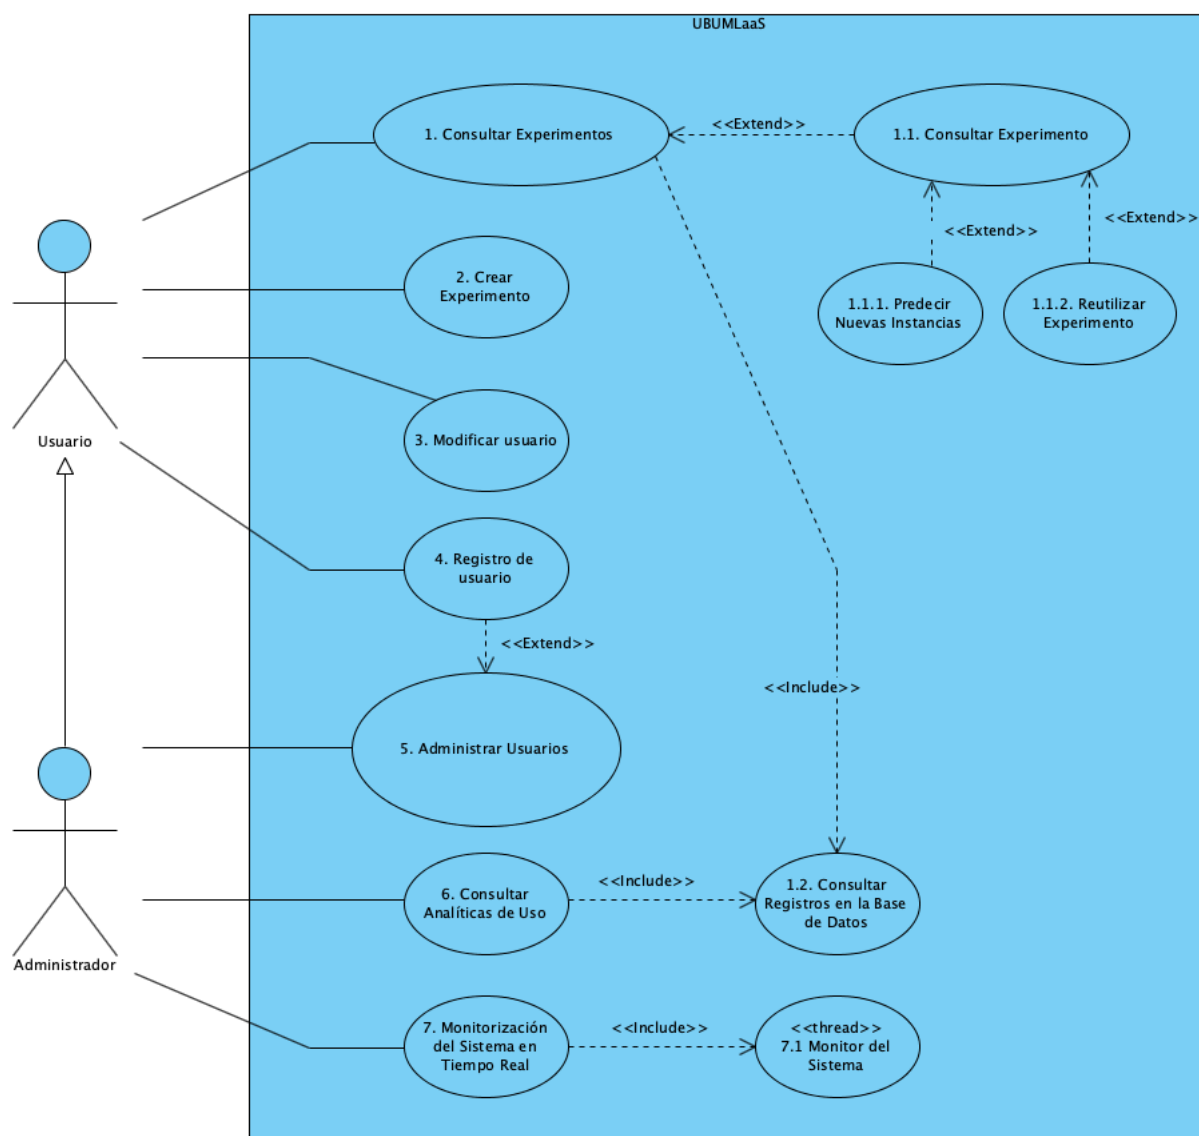 UBUMLaaS
1. Consultar Experimentos
<<Extend>>
1.1. Consultar Experimento
<<Extend>>
<<Extend>>
2. Crear
Experimento
1.1.1. Predecir
Nuevas Instancias
1.1.2. Reutilizar
Experimento
Usuario
3. Modificar usuario
4. Registro de
usuario
<<Extend>>
<<Include>>
5. Administrar Usuarios
6. Consultar
Analíticas de Uso
<<Include>>
1.2. Consultar
Registros en la Base
de Datos
Administrador
7. Monitorización
del Sistema en
Tiempo Real
<<Include>>
<<thread>>
7.1 Monitor del
Sistema